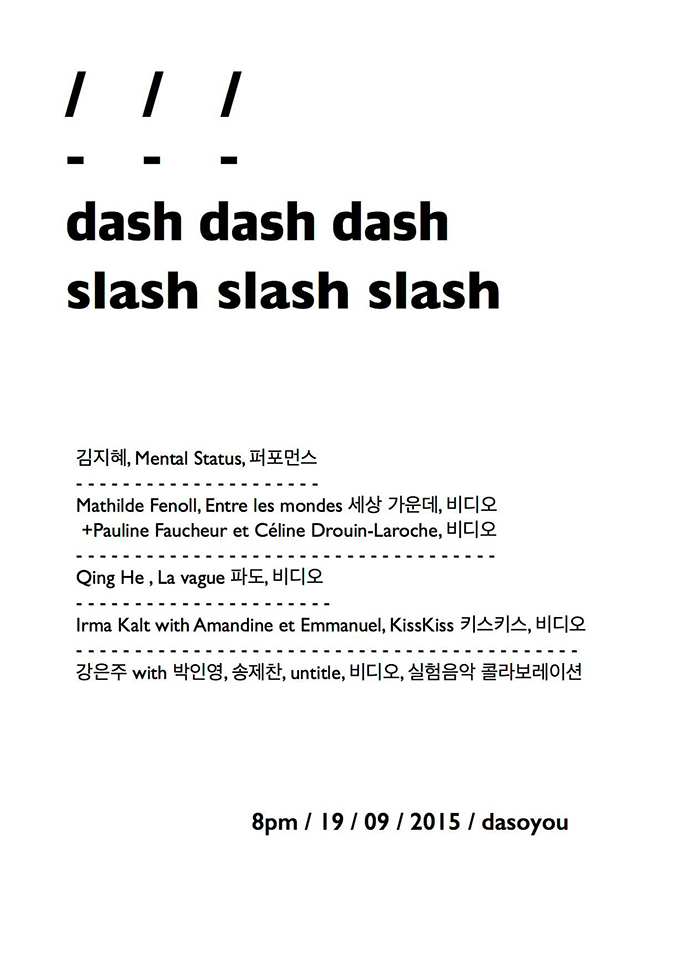 / / /
- - -
dash dash dash
slash slash slash
김지혜, Mental Status, 퍼포먼스
- - - - - - - - - - - - - - - - - - - - -
Mathilde Fenoll, Entre les mondes 세상 가운데, 비디오
+Pauline Faucheur et Céline Drouin-Laroche, 비디오
- - - - - - - - - - - - - - - - - - - - - - - - - - - - - - - - - - - -
Qing He , La vague 파도, 비디오
- - - - - - - - - - - - - - - - - - - - - -
Irma Kalt with Amandine et Emmanuel, KissKiss 키스키스, 비디오
- - - - - - - - - - - - - - - - - - - - - - - - - - - - - - - - - - - - - - - - - - -
강은주 with 박인영, 송제찬, untitle, 비디오, 실험음악 콜라보레이션
8pm / 19 / 09 / 2015 / dasoyou